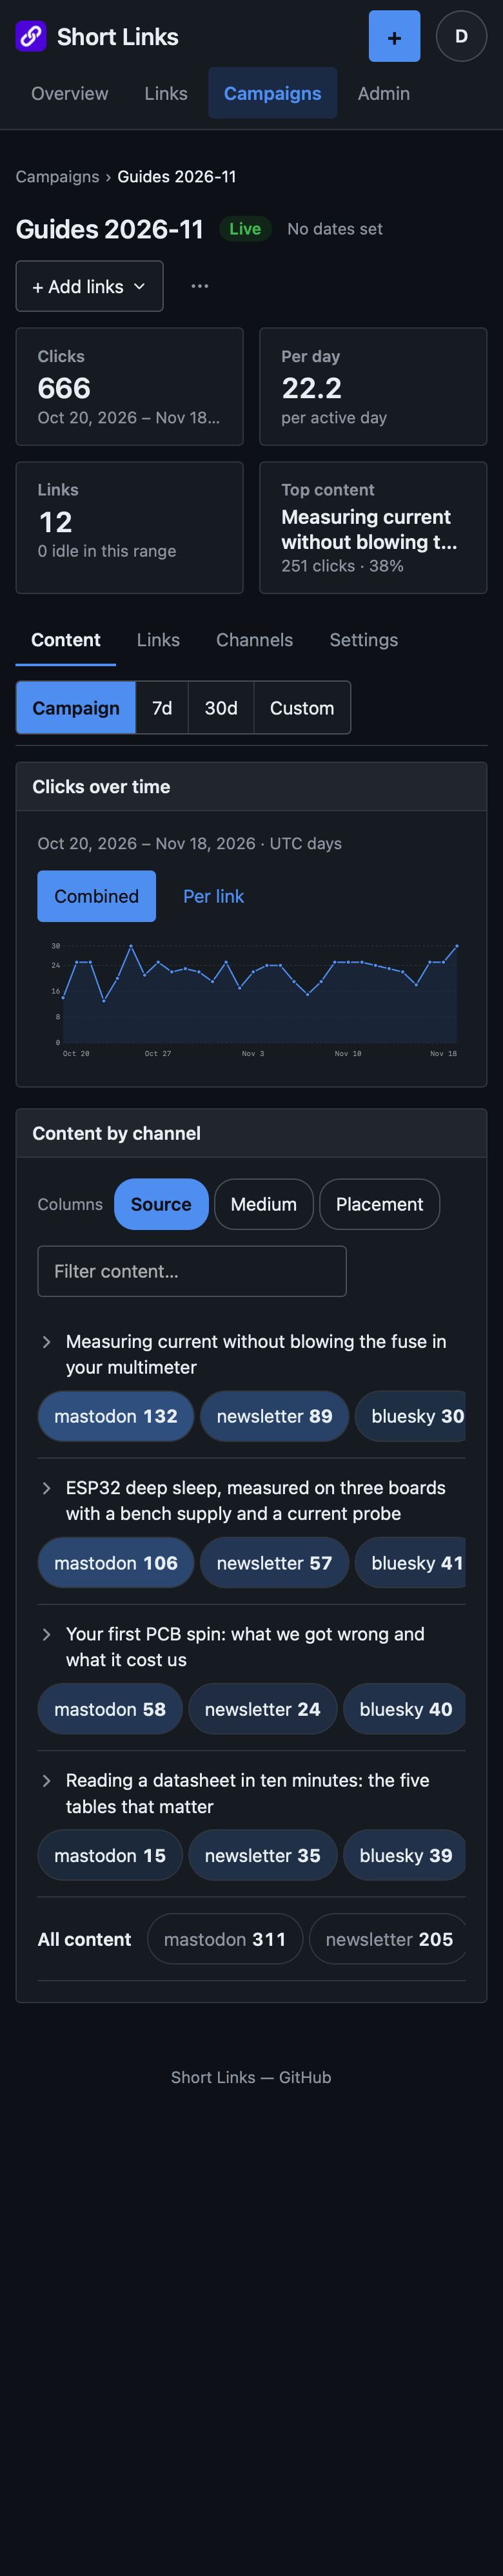 Short Links
+
D
Overview
Links
Campaigns
Admin
Campaigns › Guides 2026-11
Guides 2026-11
Live
No dates set
+ Add links
...
Clicks
666
Oct 20, 2026 – Nov 18...
Per day
22.2
per active day
Links
12
0 idle in this range
Top content
Measuring current
without blowing t...
251 clicks · 38%
Content
Links
Channels
Settings
Campaign
7d
30d
Custom
Clicks over time
Oct 20, 2026 – Nov 18, 2026 · UTC days
Combined
Per link
30
24
16
8
0
Oct 20
Oct 27
Nov 3
Nov 10
Nov 18
Content by channel
Columns
Source
Medium
Placement
Filter content...
Measuring current without blowing the fuse in
your multimeter
mastodon 132
newsletter 89
bluesky 30
ESP32 deep sleep, measured on three boards
with a bench supply and a current probe
mastodon 106
newsletter 57
bluesky 41
Your first PCB spin: what we got wrong and
what it cost us
mastodon 58
newsletter 24
bluesky 40
Reading a datasheet in ten minutes: the five
tables that matter
mastodon 15
newsletter 35
bluesky 39
All content
mastodon 311
newsletter 205
Short Links — GitHub